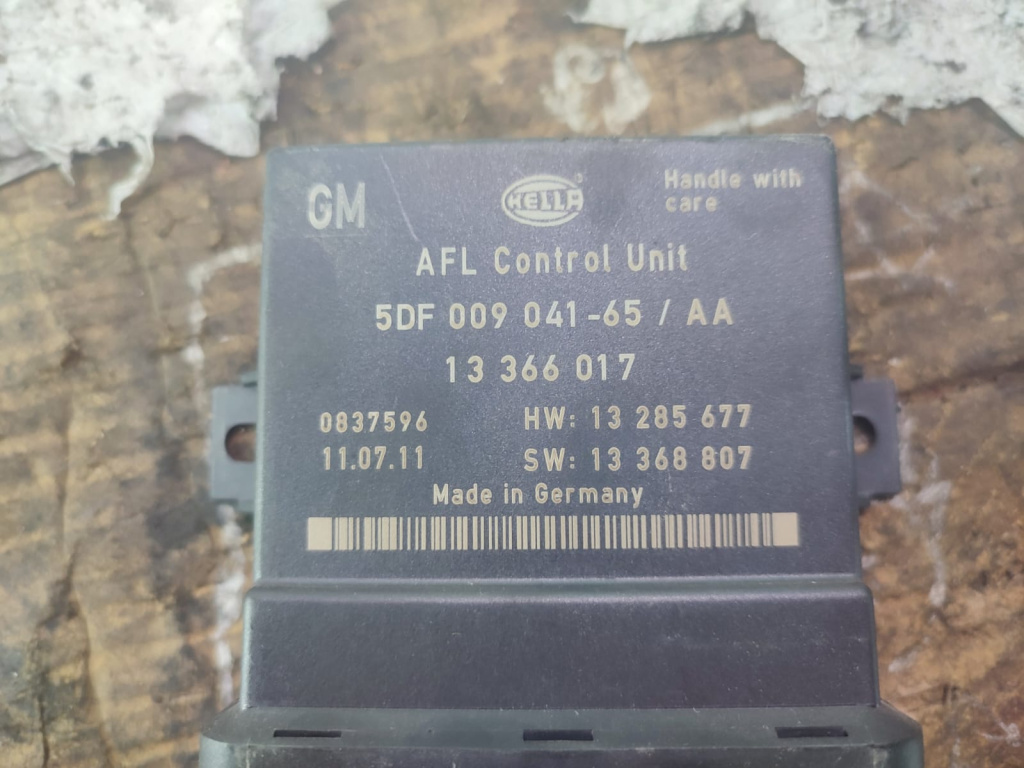 GM
HELLA
Handle with
care
AFL Control Unit
5DF 009 041-65 / AA
13 366 017
0837596 HW: 13 285 677
11.07.11 SW: 13 368 807
Made in Germany